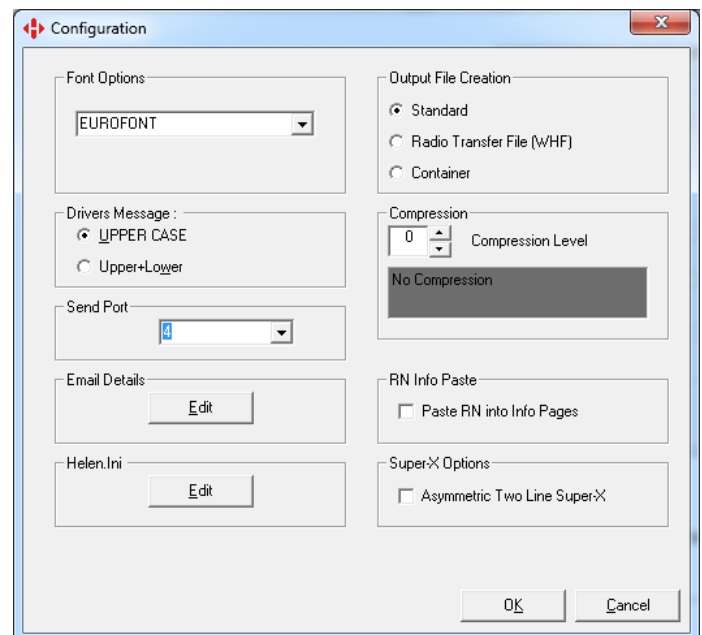 Configuration
Font Options
EUROFONT
Drivers Message :
UPPER CASE
Upper+Lower
Send Port
4
Email Details
Edit
Helen.Ini
Edit
Output File Creation
Standard
Radio Transfer File (WHF)
Container
Compression
0 Compression Level
No Compression
RN Info Paste
Paste RN into Info Pages
Super-X Options
Asymmetric Two Line Super-X
OK Cancel